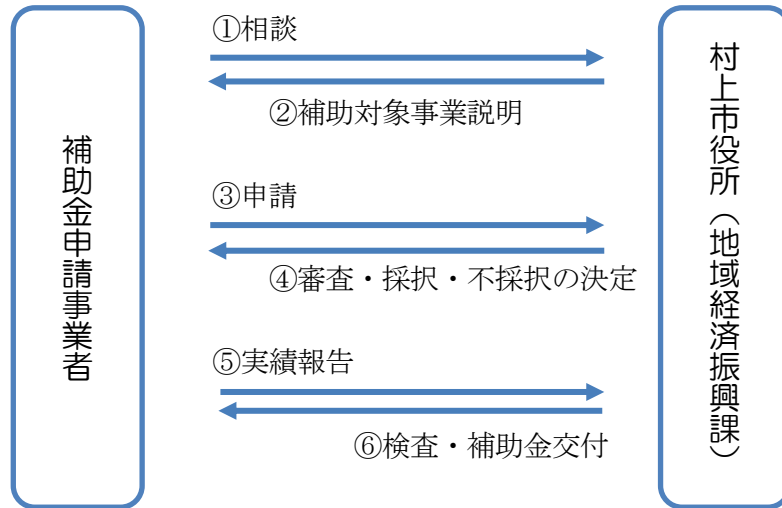 補助金申請事業者
①相談
②補助対象事業説明
③申請
④審査・採択・不採択の決定
⑤実績報告
⑥検査・補助金交付
村上市役所（地域経済振興課）